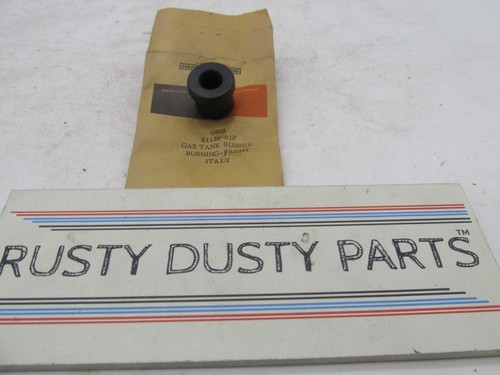 ONE
61138-61P
GAS TANK RUBBER
BUSHING-FRONT
ITALY
RUSTY DUSTY PARTS™